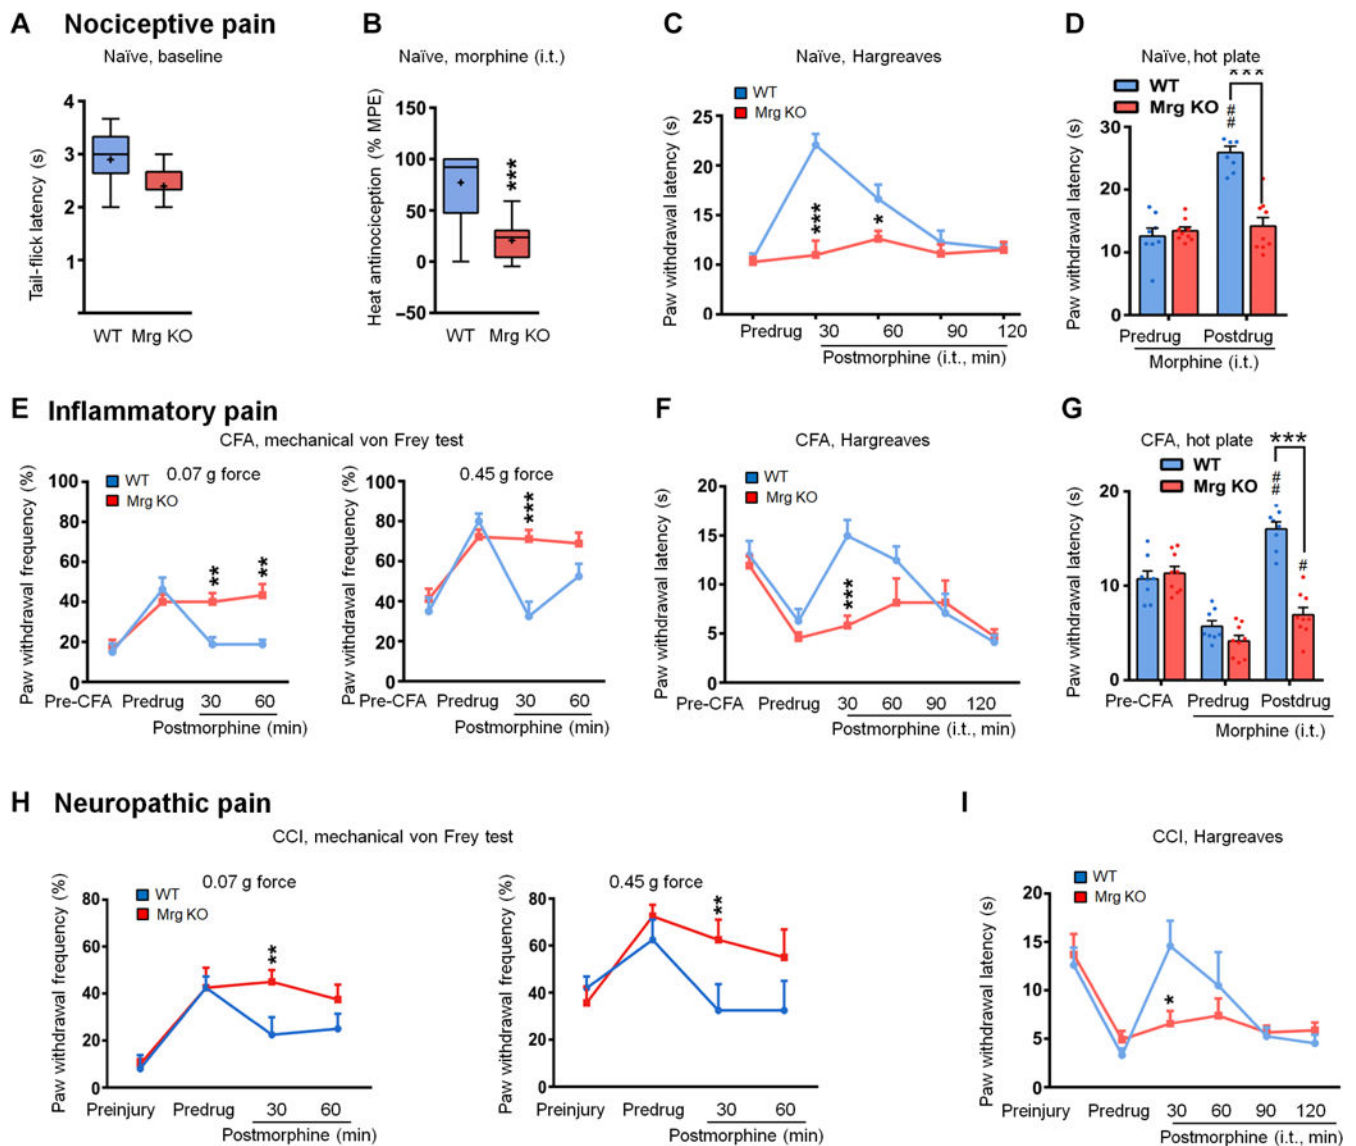 A Nociceptive pain
Naïve, baseline
Tail-flick latency (s)
4
3
2
1
WT Mrg KO
B
Naïve, morphine (i.t.)
Heat antinociception (% MPE)
150
100
50
0
–50
***
WT Mrg KO
C
Naïve, Hargreaves
WT
Mrg KO
Paw withdrawal latency (s)
25
20
15
10
0
***
*
Predrug 30 60 90 120
Postmorphine (i.t., min)
D
Naïve, hot plate
***
WT
Mrg KO
##
Paw withdrawal latency (s)
30
20
10
0
Predrug Postdrug
Morphine (i.t.)
E Inflammatory pain
CFA, mechanical von Frey test
0.07 g force
WT
Mrg KO
Paw withdrawal frequency (%)
100
80
60
40
20
0
**
**
Pre-CFA Predrug 30 60
Postmorphine (min)
0.45 g force
Paw withdrawal frequency (%)
100
80
60
40
20
0
***
Pre-CFA Predrug 30 60
Postmorphine (min)
F
CFA, Hargreaves
WT
Mrg KO
Paw withdrawal latency (s)
20
15
10
5
0
***
Pre-CFA Predrug 30 60 90 120
Postmorphine (i.t., min)
G
CFA, hot plate
***
WT
Mrg KO
##
#
Paw withdrawal latency (s)
20
10
0
Pre-CFA Predrug Postdrug
Morphine (i.t.)
H Neuropathic pain
CCI, mechanical von Frey test
0.07 g force
WT
Mrg KO
Paw withdrawal frequency (%)
80
60
40
20
0
**
Preinjury Predrug 30 60
Postmorphine (min)
0.45 g force
Paw withdrawal frequency (%)
80
60
40
20
0
**
Preinjury Predrug 30 60
Postmorphine (min)
I
CCI, Hargreaves
WT
Mrg KO
Paw withdrawal latency (s)
20
15
10
5
0
*
Preinjury Predrug 30 60 90 120
Postmorphine (i.t., min)